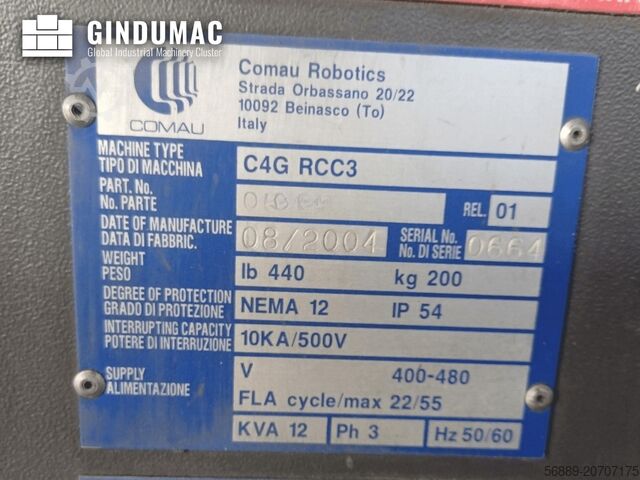 GINDUMAC
Global Industrial Machinery Cluster
COMAU
Comau Robotics
Strada Orbassano 20/22
10092 Beinasco (To)
Italy
MACHINE TYPE
TIPO DI MACCHINA
C4G RCC3
PART. No.
No. PARTE
REL. 01
DATE OF MANUFACTURE
DATA DI FABBRIC.
08/2004
SERIAL No.
No. DI SERIE
0664
WEIGHT
PESO
lb 440 kg 200
DEGREE OF PROTECTION
GRADO DI PROTEZIONE
NEMA 12 IP 54
INTERRUPTING CAPACITY
POTERE DI INTERRUZIONE
10KA/500V
SUPPLY
ALIMENTAZIONE
V 400-480
FLA cycle/max 22/55
KVA 12 Ph 3 Hz 50/60
56889-20707175